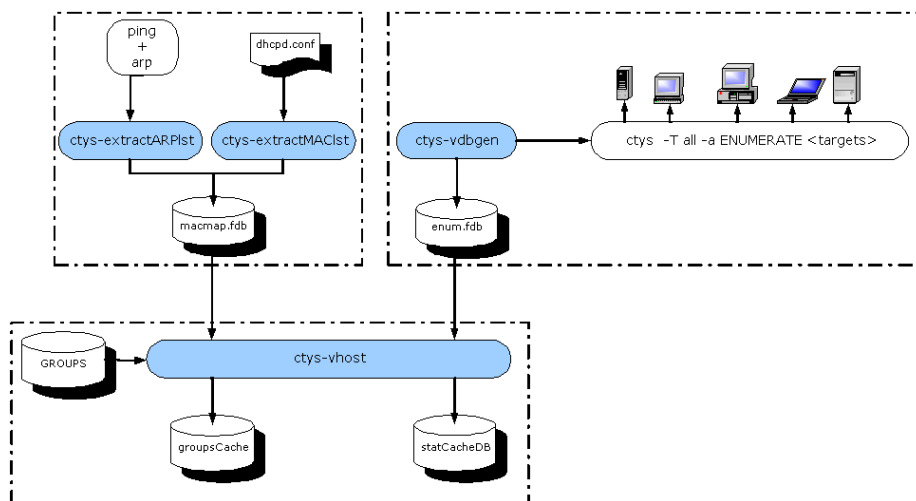 ping
+
arp
dhcpd.conf
ctys-extractARPlst
ctys-extractMAClst
macmap.fdb
ctys-vdbgen
ctys -T all -a ENUMERATE <targets>
enum.fdb
GROUPS
ctys-vhost
groupsCache
statCacheDB